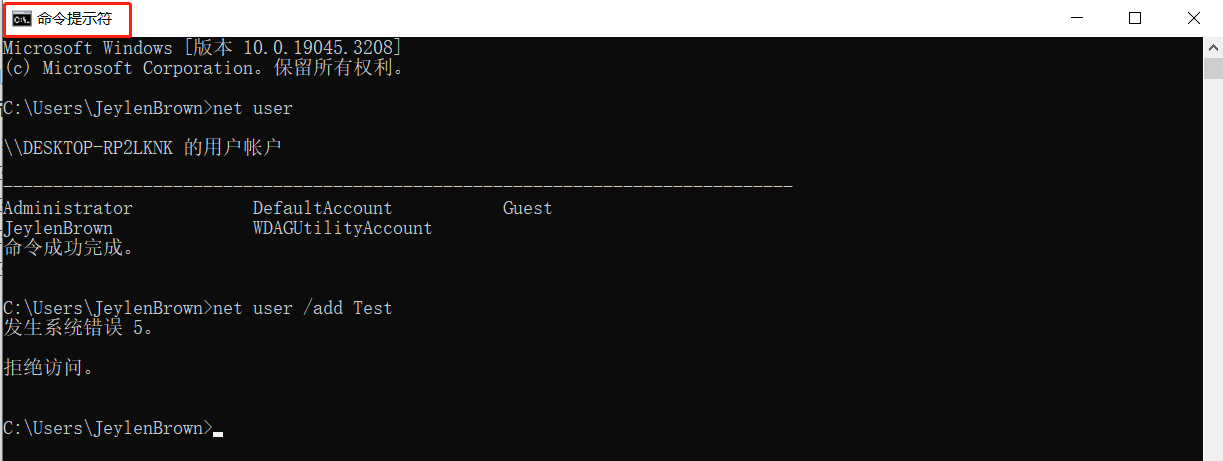 命令提示符
Microsoft Windows [版本 10.0.19045.3208]
(c) Microsoft Corporation。保留所有权利。
C:\Users\JeylenBrown>net user
\\DESKTOP-RP2LKNK 的用户帐户
-------------------------------------------------------------------------------
Administrator            DefaultAccount           Guest
JeylenBrown              WDAGUtilityAccount
命令成功完成。
C:\Users\JeylenBrown>net user /add Test
发生系统错误 5。
拒绝访问。
C:\Users\JeylenBrown>